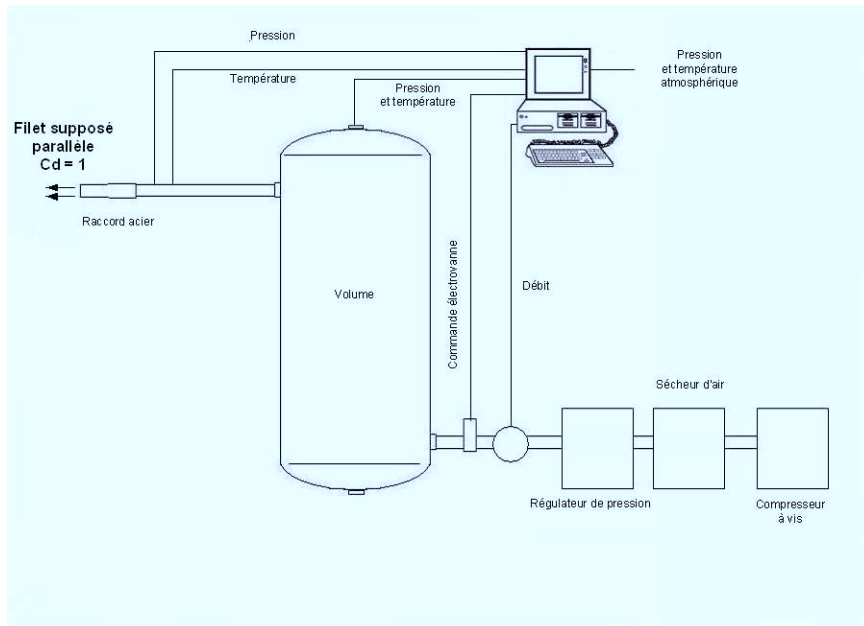 Pression
Température
Pression
et température
Pression
et température
atmosphérique
Filet supposé
parallèle
Cd = 1
Raccord acier
Volume
Commande électrovanne
Débit
Sécheur d'air
Régulateur de pression
Compresseur
à vis